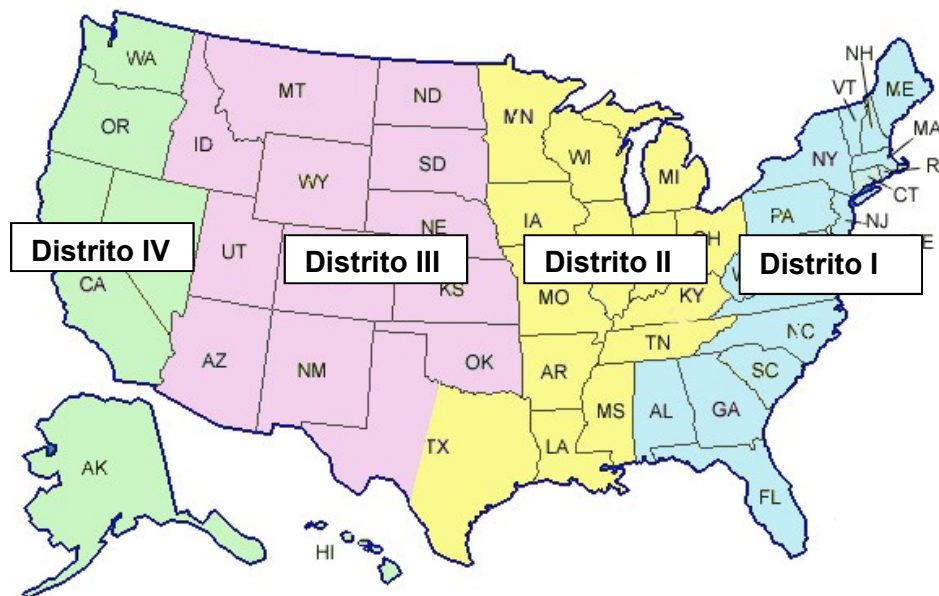 NH
WA
VT
ME
MT
ND
MN
OR
MA
ID
WI
SD
NY
R
WY
MI
CT
IA
PA
NE
NJ
OH
UT
E
Distrito IV
Distrito III
Distrito II
Distrito I
CA
KS
MO
KY
NC
TN
AZ
NM
OK
AR
SC
MS
AL
GA
TX
LA
AK
FL
HI